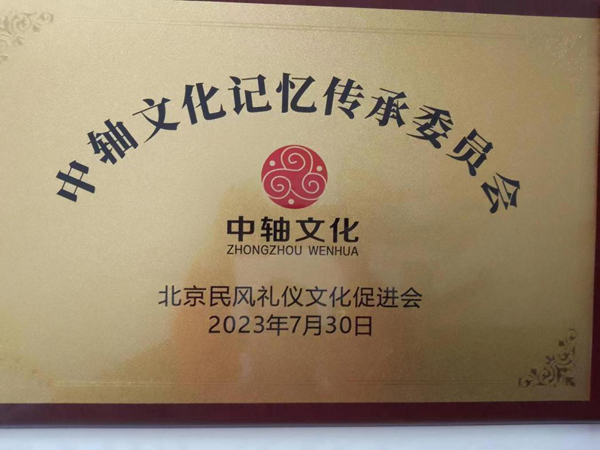 中轴文化记忆传承委员会
中轴文化
ZHONGZHOU WENHUA
北京民风礼仪文化促进会
2023年7月30日